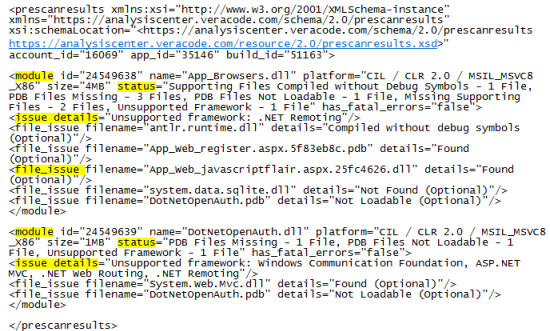 <prescanresults xmlns:xsi="http://www.w3.org/2001/XMLSchema-instance"
xmlns="https://analysiscenter.veracode.com/schema/2.0/prescanresults"
xsi:schemaLocation="<https://analysiscenter.veracode.com/schema/2.0/prescanresults
https://analysiscenter.veracode.com/resource/2.0/prescanresults.xsd>"
account_id="16069" app_id="35146" build_id="51163">

<module id="24549638" name="App_Browsers.dll" platform="CIL / CLR 2.0 / MSIL_MSVC8
_X86" size="4MB" status="Supporting Files Compiled without Debug Symbols - 1 File,
PDB Files Missing - 3 Files, PDB Files Not Loadable - 1 File, Missing Supporting
Files - 2 Files, Unsupported Framework - 1 File" has_fatal_errors="false">
<issue details="Unsupported framework: .NET Remoting"/>
<file_issue filename="antlr.runtime.dll" details="Compiled without debug symbols
(Optional)"/>
<file_issue filename="App_Web_register.aspx.5f83eb8c.pdb" details="Found
(Optional)"/>
<file_issue filename="App_Web_javascriptflair.aspx.25fc4626.dll" details="Found
(Optional)"/>
<file_issue filename="system.data.sqlite.dll" details="Not Found (Optional)"/>
<file_issue filename="DotNetOpenAuth.pdb" details="Not Loadable (Optional)"/>
</module>

<module id="24549639" name="DotNetOpenAuth.dll" platform="CIL / CLR 2.0 / MSIL_MSVC8
_X86" size="1MB" status="PDB Files Missing - 1 File, PDB Files Not Loadable - 1
File, Unsupported Framework - 1 File" has_fatal_errors="false">
<issue details="Unsupported framework: Windows Communication Foundation, ASP.NET
MVC, .NET Web Routing, .NET Remoting"/>
<file_issue filename="System.Web.Mvc.dll" details="Found (Optional)"/>
<file_issue filename="DotNetOpenAuth.pdb" details="Not Loadable (Optional)"/>
</module>

</prescanresults>